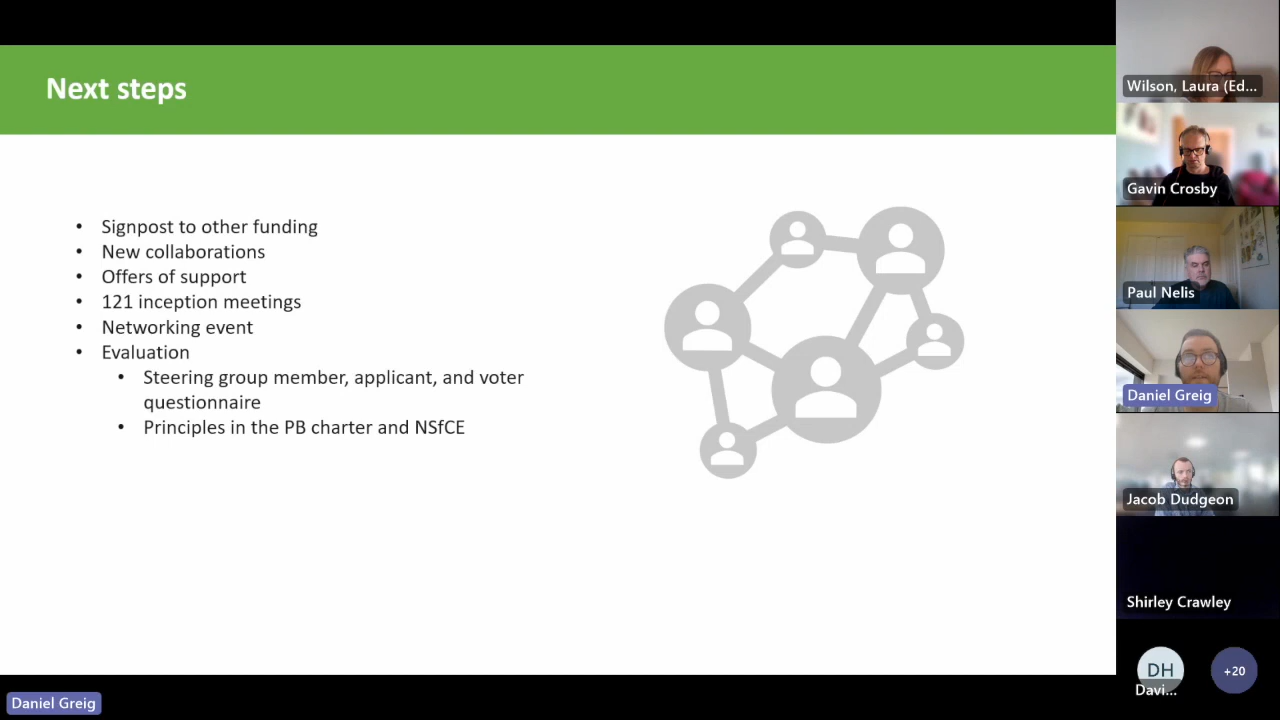 Next steps
• Signpost to other funding
• New collaborations
• Offers of support
• 121 inception meetings
• Networking event
• Evaluation
• Steering group member, applicant, and voter
questionnaire
• Principles in the PB charter and NSfCE
Wilson, Laura (Ed...
Gavin Crosby
Paul Nelis
Daniel Greig
Jacob Dudgeon
Shirley Crawley
DH
Davi...
+20
Daniel Greig